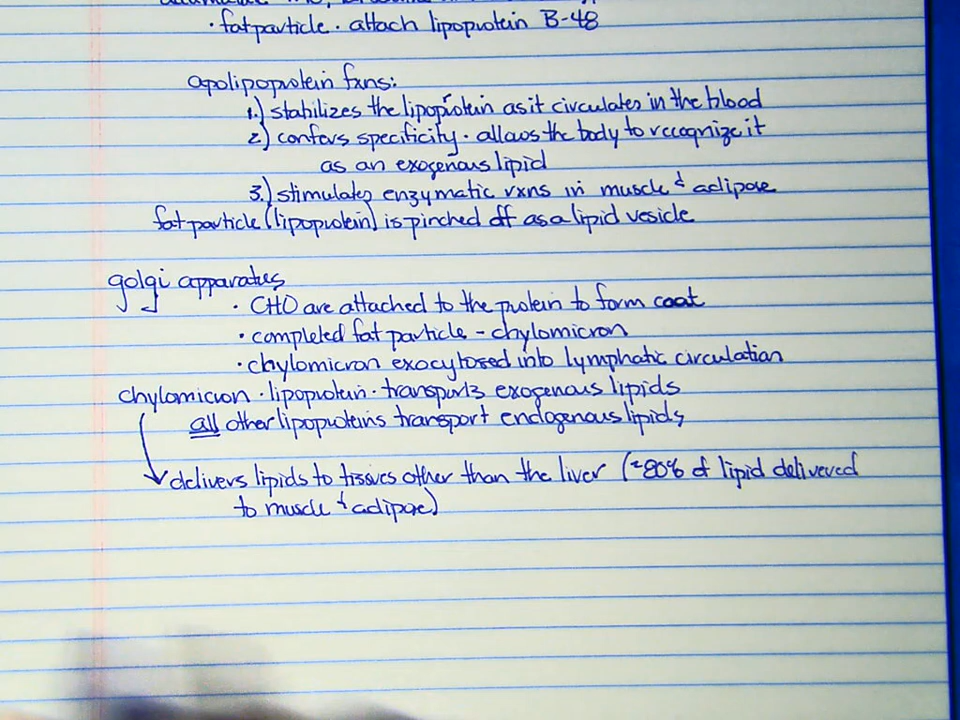 · fat particle · attach lipoprotein B-48
apolipoprotein fxns:
1.) stabilizes the lipoprotein as it circulates in the blood
2) confers specificity · allows the body to recognize it
as an exogenous lipid
3.) stimulates enzymatic rxns in muscle & adipose
fat particle (lipoprotein) is pinched off as a lipid vesicle
golgi apparatus
· CHO are attached to the protein to form coat
· completed fat particle - chylomicron
· chylomicron exocytosed into lymphatic circulation
chylomicron · lipoprotein · transports exogenous lipids
all other lipoproteins transport endogenous lipids
delivers lipids to tissues other than the liver (≈80% of lipid delivered
to muscle & adipose)